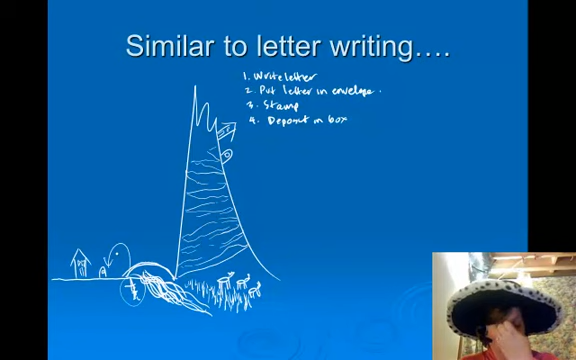 Similar to letter writing….
1. Write letter
2. Put letter in envelope.
3. Stamp
4. Deposit in box